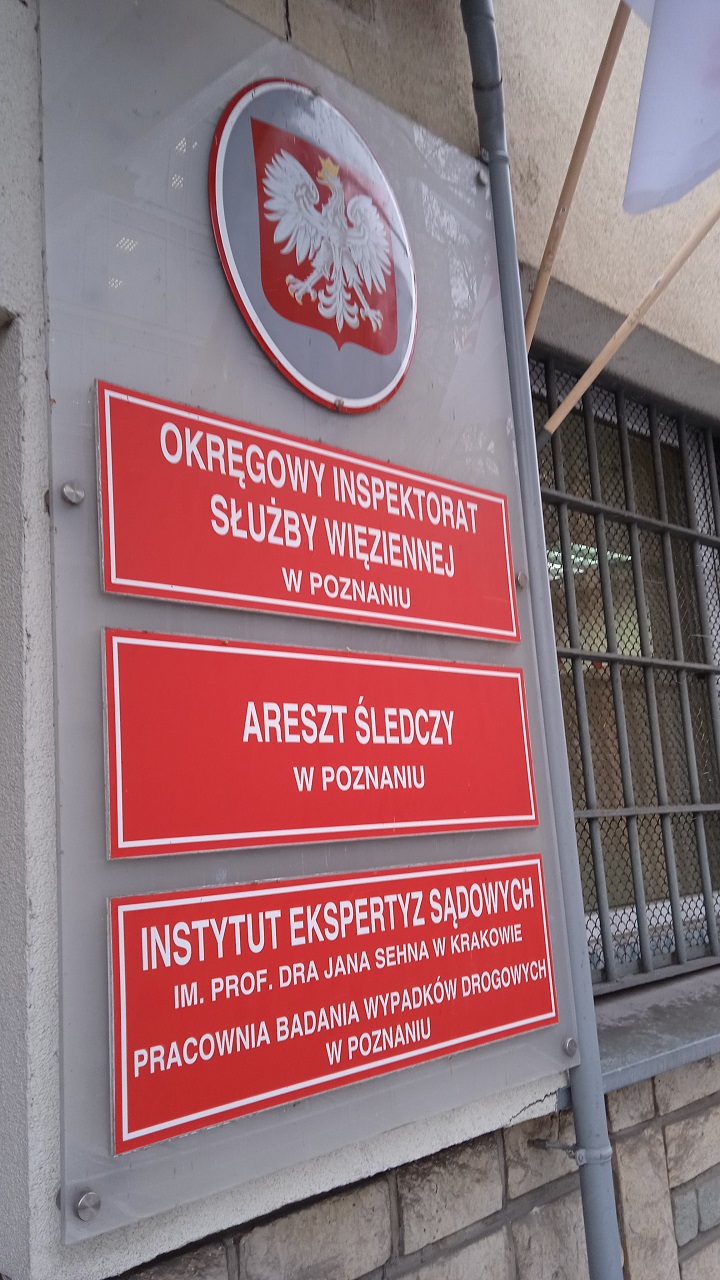 OKRĘGOWY INSPEKTORAT
SŁUŻBY WIĘZIENNEJ
W POZNANIU
ARESZT ŚLEDCZY
W POZNANIU
INSTYTUT EKSPERTYZ SĄDOWYCH
IM. PROF. DRA JANA SEHNA W KRAKOWIE
PRACOWNIA BADANIA WYPADKÓW DROGOWYCH
W POZNANIU